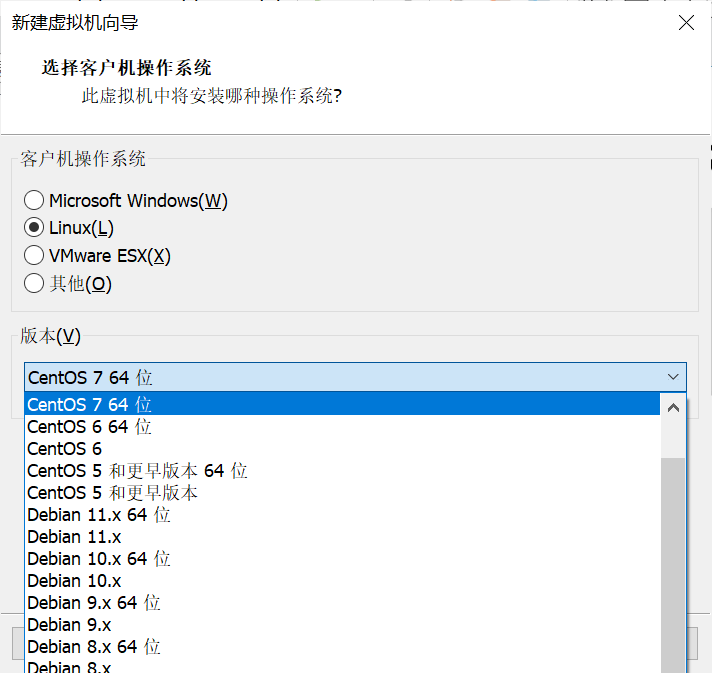 新建虚拟机向导
选择客户机操作系统
此虚拟机中将安装哪种操作系统?
客户机操作系统
Microsoft Windows(W)
Linux(L)
VMware ESX(X)
其他(O)
版本(V)
CentOS 7 64 位
CentOS 7 64 位
CentOS 6 64 位
CentOS 6
CentOS 5 和更早版本 64 位
CentOS 5 和更早版本
Debian 11.x 64 位
Debian 11.x
Debian 10.x 64 位
Debian 10.x
Debian 9.x 64 位
Debian 9.x
Debian 8.x 64 位
Debian 8.x